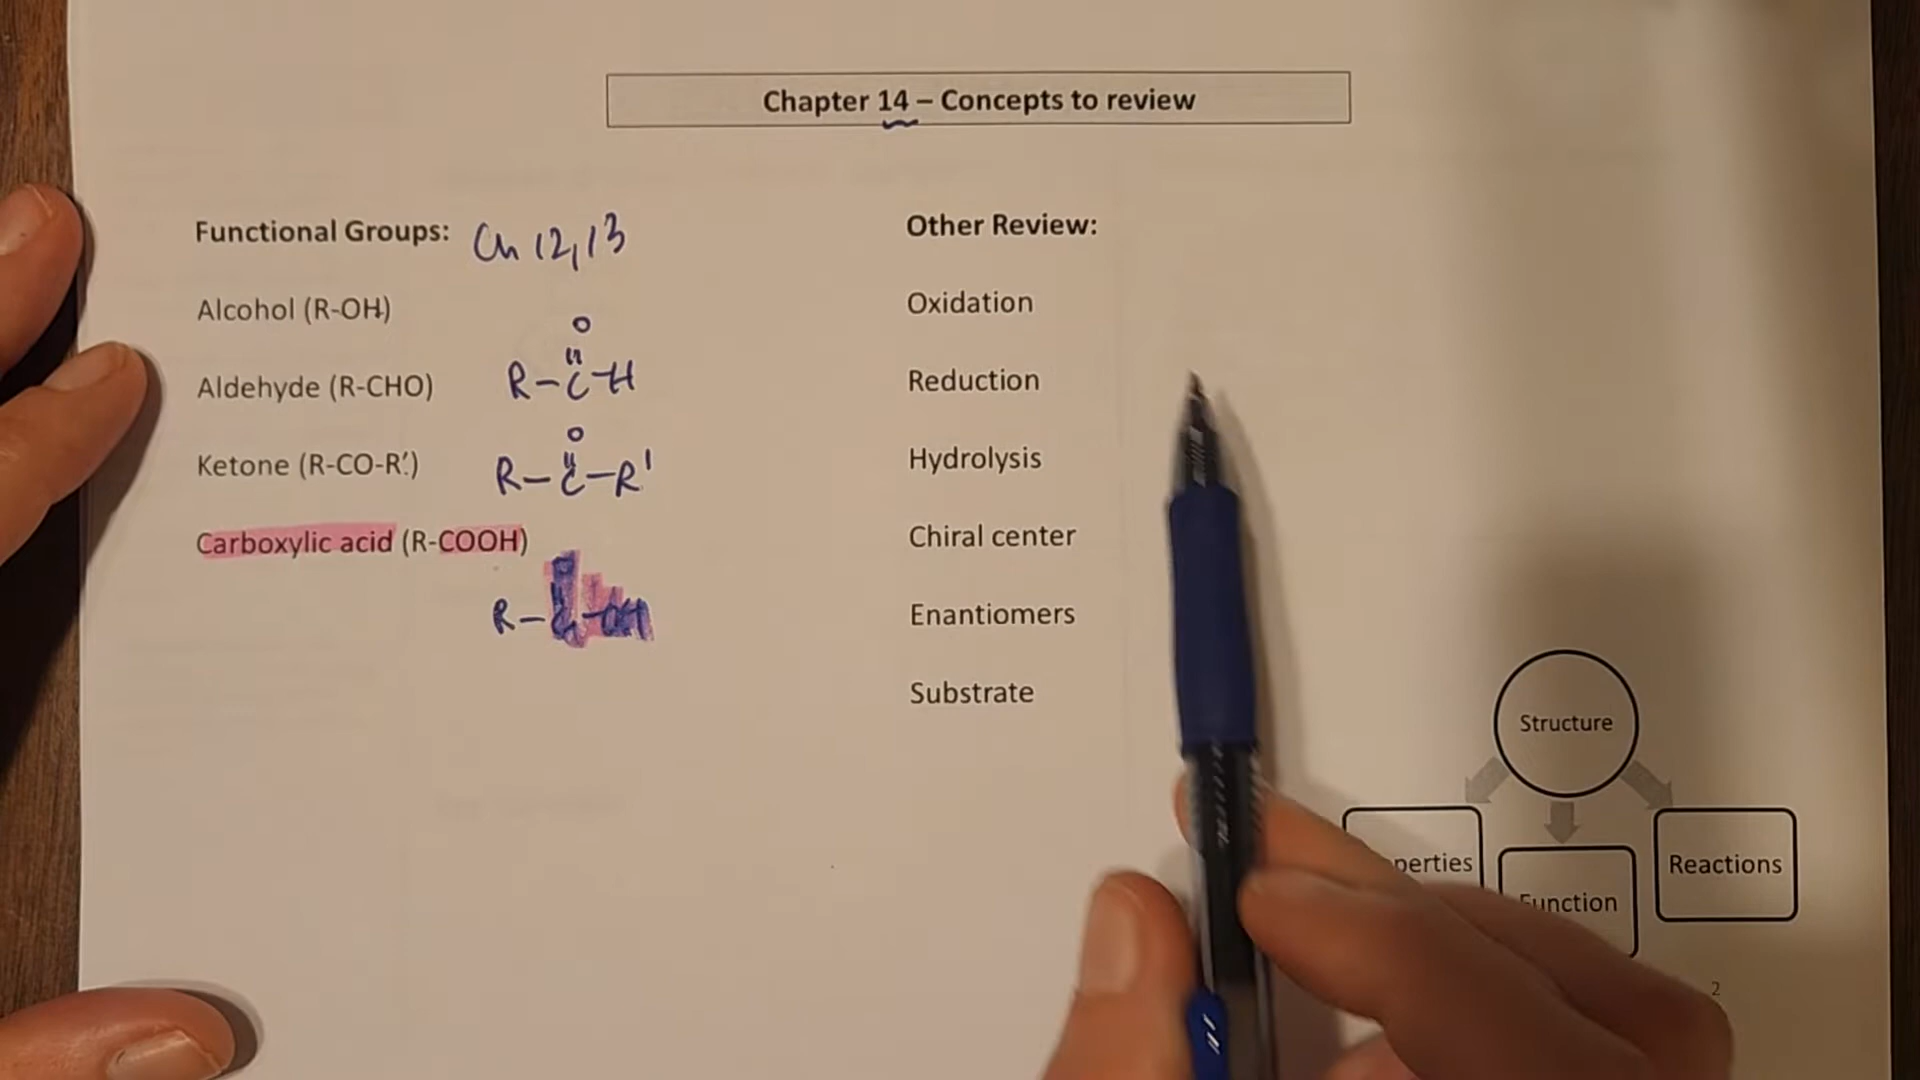 Chapter 14 – Concepts to review
Functional Groups: Ch 12,13
Alcohol (R-OH)
Aldehyde (R-CHO)
O
"
R-C-H
Ketone (R-CO-R')
O
"
R-C-R'
Carboxylic acid (R-COOH)
O
"
R-C-OH
Other Review:
Oxidation
Reduction
Hydrolysis
Chiral center
Enantiomers
Substrate
Structure
perties
Function
Reactions
2